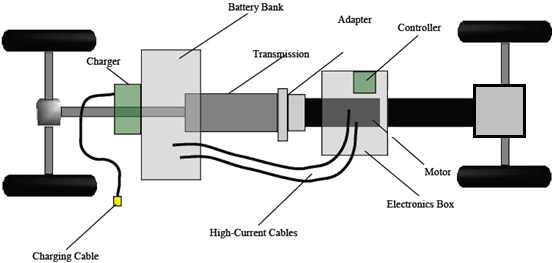 Battery Bank
Adapter
Controller
Transmission
Charger
Motor
Electronics Box
High-Current Cables
Charging Cable